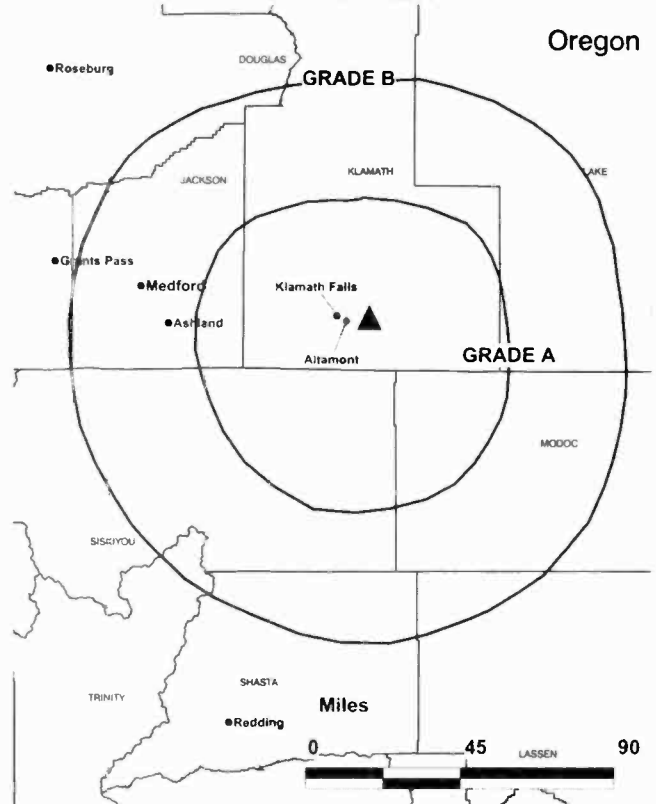 Oregon
Roseburg
DOUGLAS
GRADE B
JACKSON
KLAMATH
LAKE
Grants Pass
Medford
Klamath Falls
Ashland
Altamont
GRADE A
MODOC
SISKIYOU
TRINITY
SHASTA
Miles
Redding
0 45 90
LASSEN